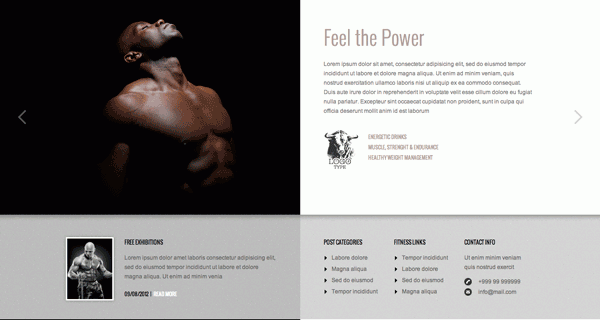 Feel the Power
Lorem ipsum dolor sit amet, consectetur adipisicing elit, sed do eiusmod tempor
incididunt ut labore et dolore magna aliqua. Ut enim ad minim veniam, quis
nostrud exercitation ullamco laboris nisi ut aliquip ex ea commodo consequat.
Duis aute irure dolor in reprehenderit in voluptate velit esse cillum dolore eu fugiat
nulla pariatur. Excepteur sint occaecat cupidatat non proident, sunt in culpa qui
officia deserunt mollit anim id est laborum
LOGO
TYPE
ENERGETIC DRINKS
MUSCLE, STRENGHT & ENDURANCE
HEALTHY WEIGHT MANAGEMENT
FREE EXHIBITIONS
Lorem ipsum dolor amet laboris consectetur adipisicing elit,
sed do eiusmod tempor incididunt ut labore et dolore
magna aliqua. Ut enim ad minim venia
09/08/2012 | READ MORE
POST CATEGORIES
Labore dolore
Magna aliqua
Sed do eiusmod
Tempor incididunt
FITNESS LINKS
Tempor incididunt
Labore dolore
Sed do eiusmod
Magna aliqua
CONTACT INFO
Ut enim minim veniam
quis nostrud exercit
+999 99 999999
info@mail.com